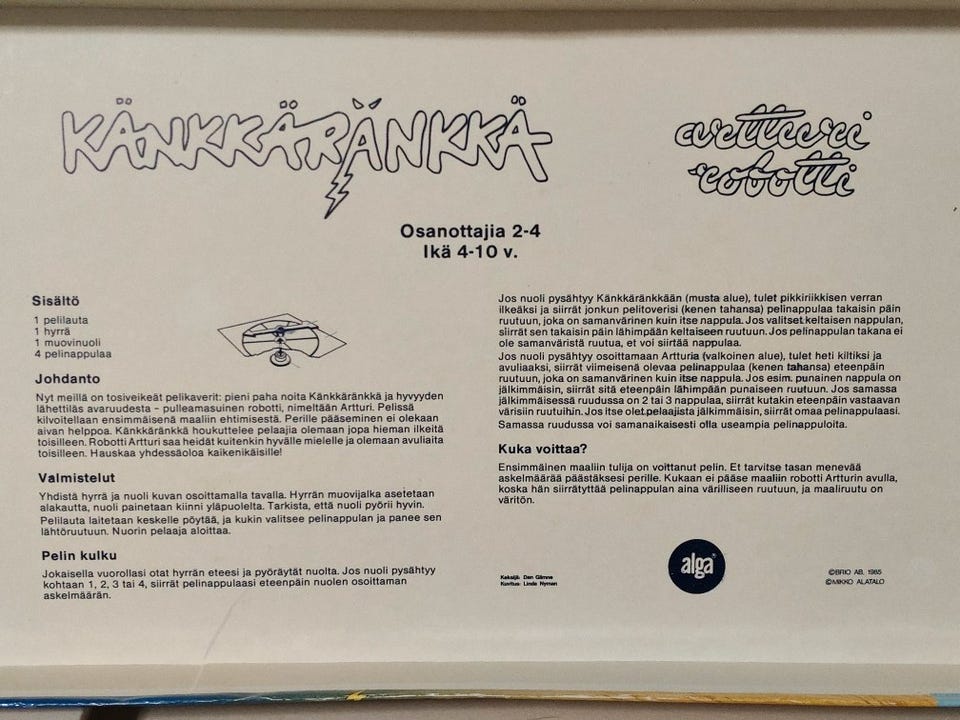 KÄNKKÄRÄNKKÄ
artturi
robotti
Osanottajia 2-4
Ikä 4-10 v.
Sisältö
1 pelilauta
1 hyrrä
1 muovinuoli
4 pelinappulaa
Johdanto
Nyt meillä on tosiveikeät pelikaverit: pieni paha noita Känkkäränkkä ja hyvyyden
lähettiläs avaruudesta - pulleamasuinen robotti, nimeltään Artturi. Pelissä
kilvoitellaan ensimmäisenä maaliin ehtimisestä. Perille pääseminen ei olekaan
aivan helppoa. Känkkäränkkä houkuttelee pelaajia olemaan jopa hieman ilkeitä
toisilleen. Robotti Artturi saa heidät kuitenkin hyvälle mielelle ja olemaan avuliaita
toisilleen. Hauskaa yhdessäoloa kaikenikäisille!
Valmistelut
Yhdistä hyrrä ja nuoli kuvan osoittamalla tavalla. Hyrrän muovijalka asetetaan
alakautta, nuoli painetaan kiinni yläpuolelta. Tarkista, että nuoli pyörii hyvin.
Pelilauta laitetaan keskelle pöytää, ja kukin valitsee pelinappulan ja panee sen
lähtöruutuun. Nuorin pelaaja aloittaa.
Pelin kulku
Jokaisella vuorollasi otat hyrrän eteesi ja pyöräytät nuolta. Jos nuoli pysähtyy
kohtaan 1, 2, 3 tai 4, siirrät pelinappulaasi eteenpäin nuolen osoittaman
askelmäärän.
Jos nuoli pysähtyy Känkkäränkkään (musta alue), tulet pikkiriikkisen verran
ilkeäksi ja siirrät jonkun pelitoverisi (kenen tahansa) pelinappulaa takaisin päin
ruutuun, joka on samanvärinen kuin itse nappula. Jos valitset keltaisen nappulan,
siirrät sen takaisin päin lähimpään keltaiseen ruutuun. Jos pelinappulan takana ei
ole samanväristä ruutua, et voi siirtää nappulaa.
Jos nuoli pysähtyy osoittamaan Artturia (valkoinen alue), tulet heti kiltiksi ja
avuliaaksi, siirrät viimeisenä olevaa pelinappulaa (kenen tahansa) eteenpäin
ruutuun, joka on samanvärinen kuin itse nappula. Jos esim. punainen nappula on
jälkimmäisin, siirrät sitä eteenpäin lähimpään punaiseen ruutuun. Jos samassa
jälkimmäisessä ruudussa on 2 tai 3 nappulaa, siirrät kutakin eteenpäin vastaavan
värisiin ruutuihin. Jos itse olet pelaajista jälkimmäisin, siirrät omaa pelinappulaasi.
Samassa ruudussa voi samanaikaisesti olla useampia pelinappuloita.
Kuka voittaa?
Ensimmäinen maaliin tulija on voittanut pelin. Et tarvitse tasan menevää
askelmäärää päästäksesi perille. Kukaan ei pääse maaliin robotti Artturin avulla,
koska hän siirrätyttää pelinappulan aina värilliseen ruutuun, ja maaliruutu on
väritön.
Keksijä: Dan Glimne
Kuvitus: Linda Nyman
alga
©BRIO AB, 1985
©MIKKO ALATALO